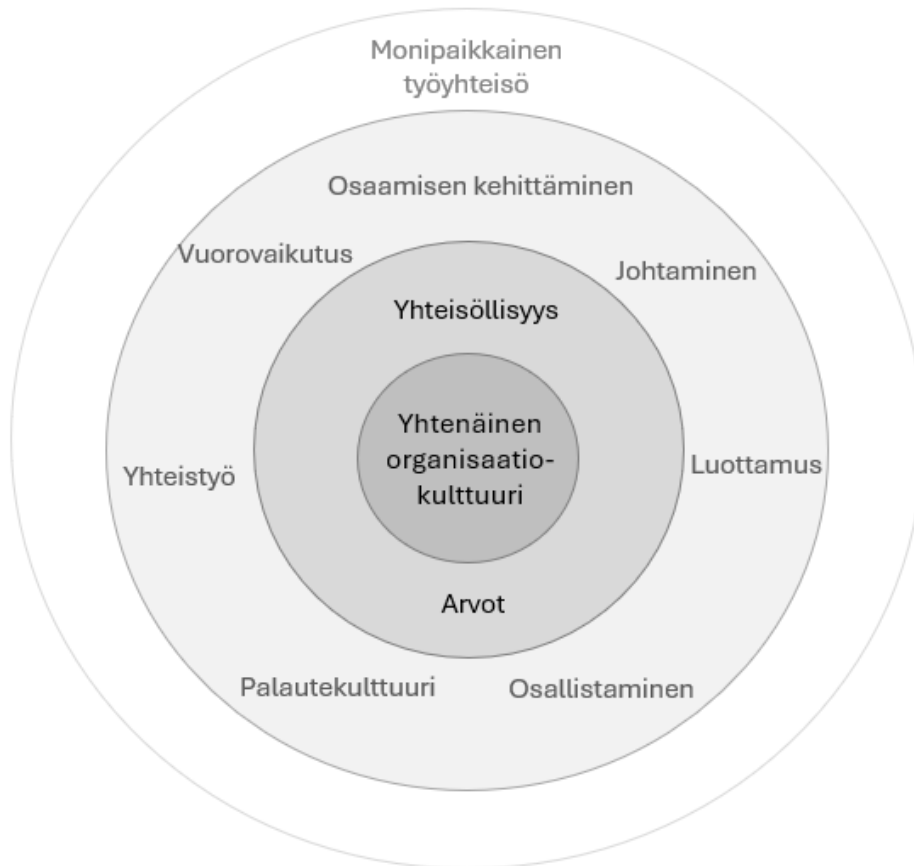 Monipaikkainen
työyhteisö
Osaamisen kehittäminen
Vuorovaikutus
Johtaminen
Yhteisöllisyys
Yhtenäinen
organisaatio-
kulttuuri
Yhteistyö
Luottamus
Arvot
Palautekulttuuri
Osallistaminen